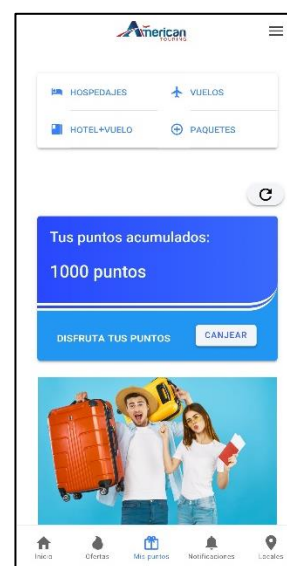 American
TOURING
HOSPEDAJES
VUELOS
HOTEL+VUELO
PAQUETES
Tus puntos acumulados:
1000 puntos
DISFRUTA TUS PUNTOS
CANJEAR
Inicio
Ofertas
Mis puntos
Notificaciones
Locales